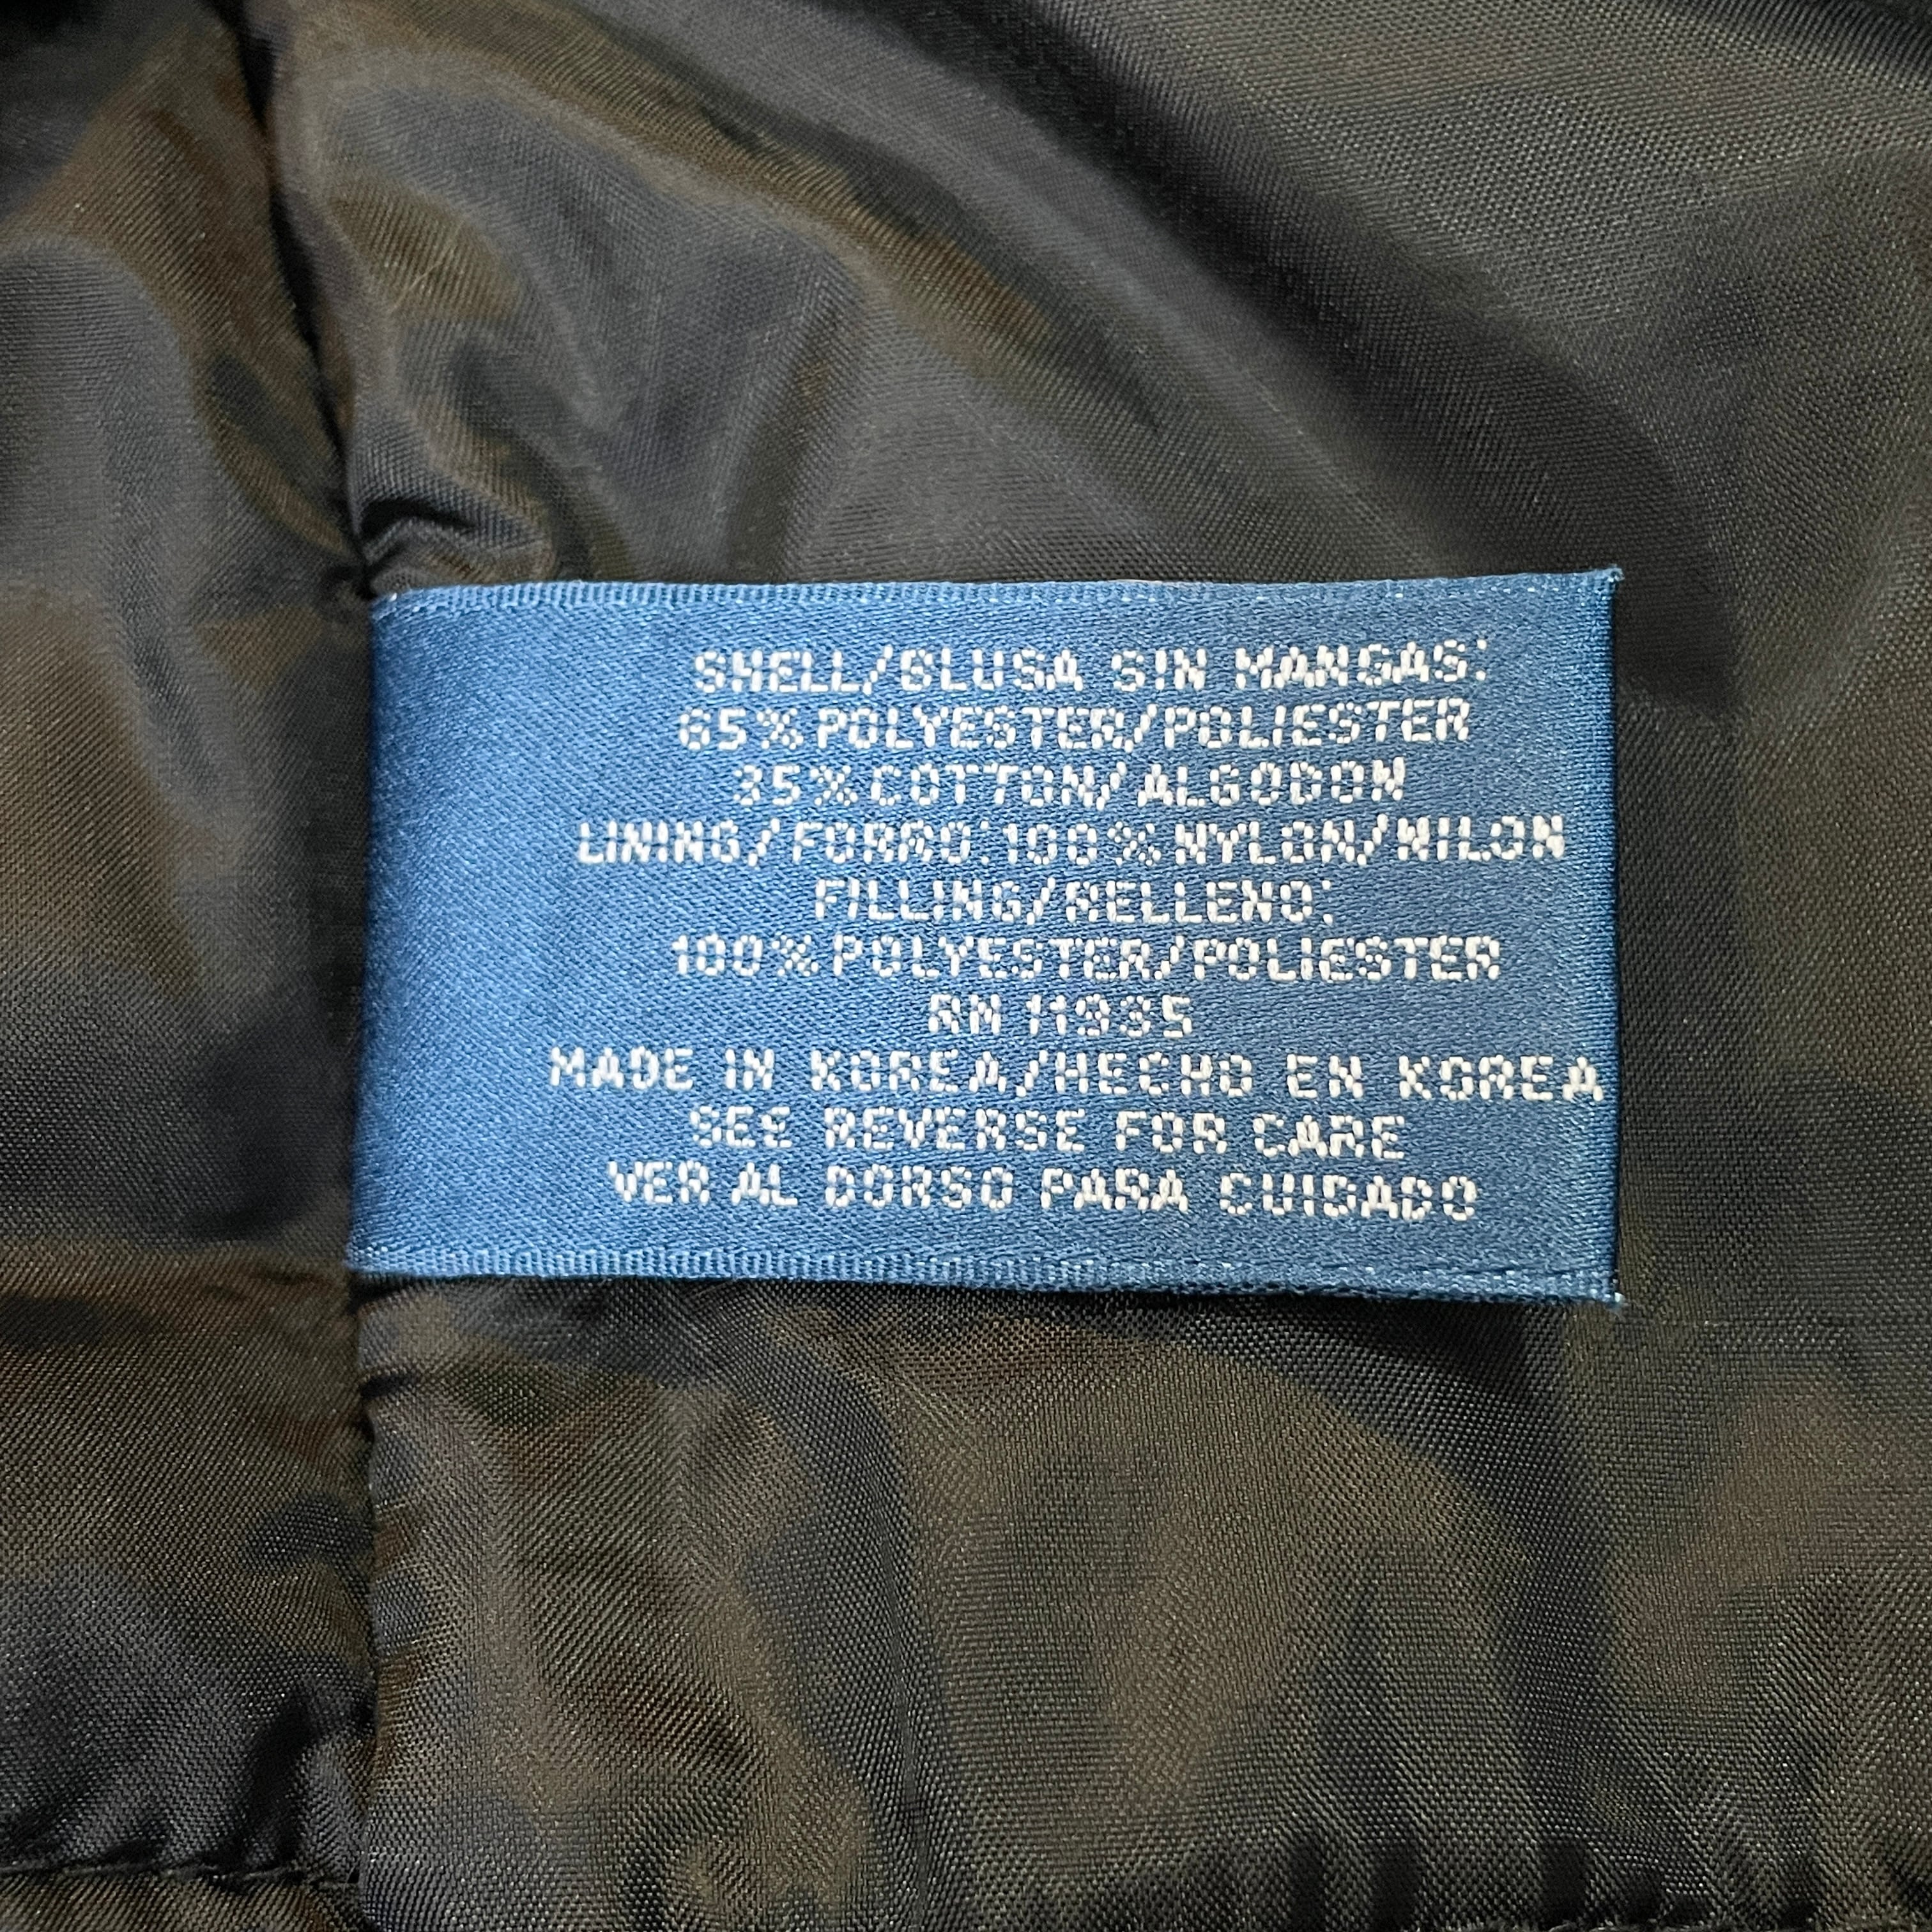 SHELL/BLUSA SIN MANGAS:
65% POLYESTER/POLIESTER
35% COTTON/ALGODON
LINING/FORRO:100% NYLON/NILON
FILLING/RELLENO:
100% POLYESTER/POLIESTER
RN 11935
MADE IN KOREA/HECHO EN KOREA
SEE REVERSE FOR CARE
VER AL DORSO PARA CUIDADO